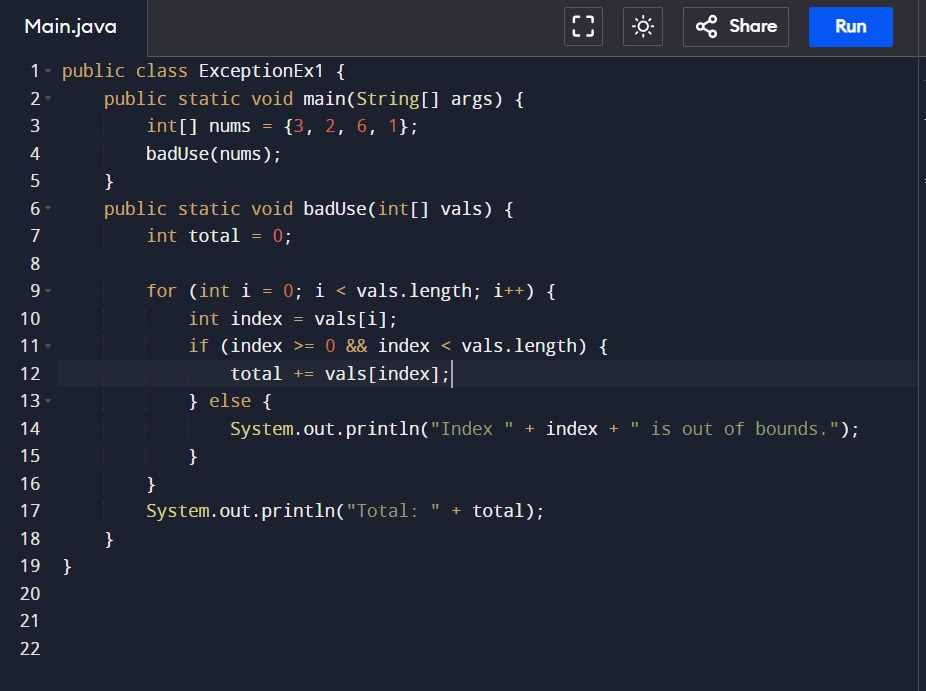 Main.java Share Run
1 public class ExceptionEx1 {
2     public static void main(String[] args) {
3         int[] nums = {3, 2, 6, 1};
4         badUse(nums);
5     }
6     public static void badUse(int[] vals) {
7         int total = 0;
8
9         for (int i = 0; i < vals.length; i++) {
10             int index = vals[i];
11             if (index >= 0 && index < vals.length) {
12                 total += vals[index];
13             } else {
14                 System.out.println("Index " + index + " is out of bounds.");
15             }
16         }
17         System.out.println("Total: " + total);
18     }
19 }
20
21
22